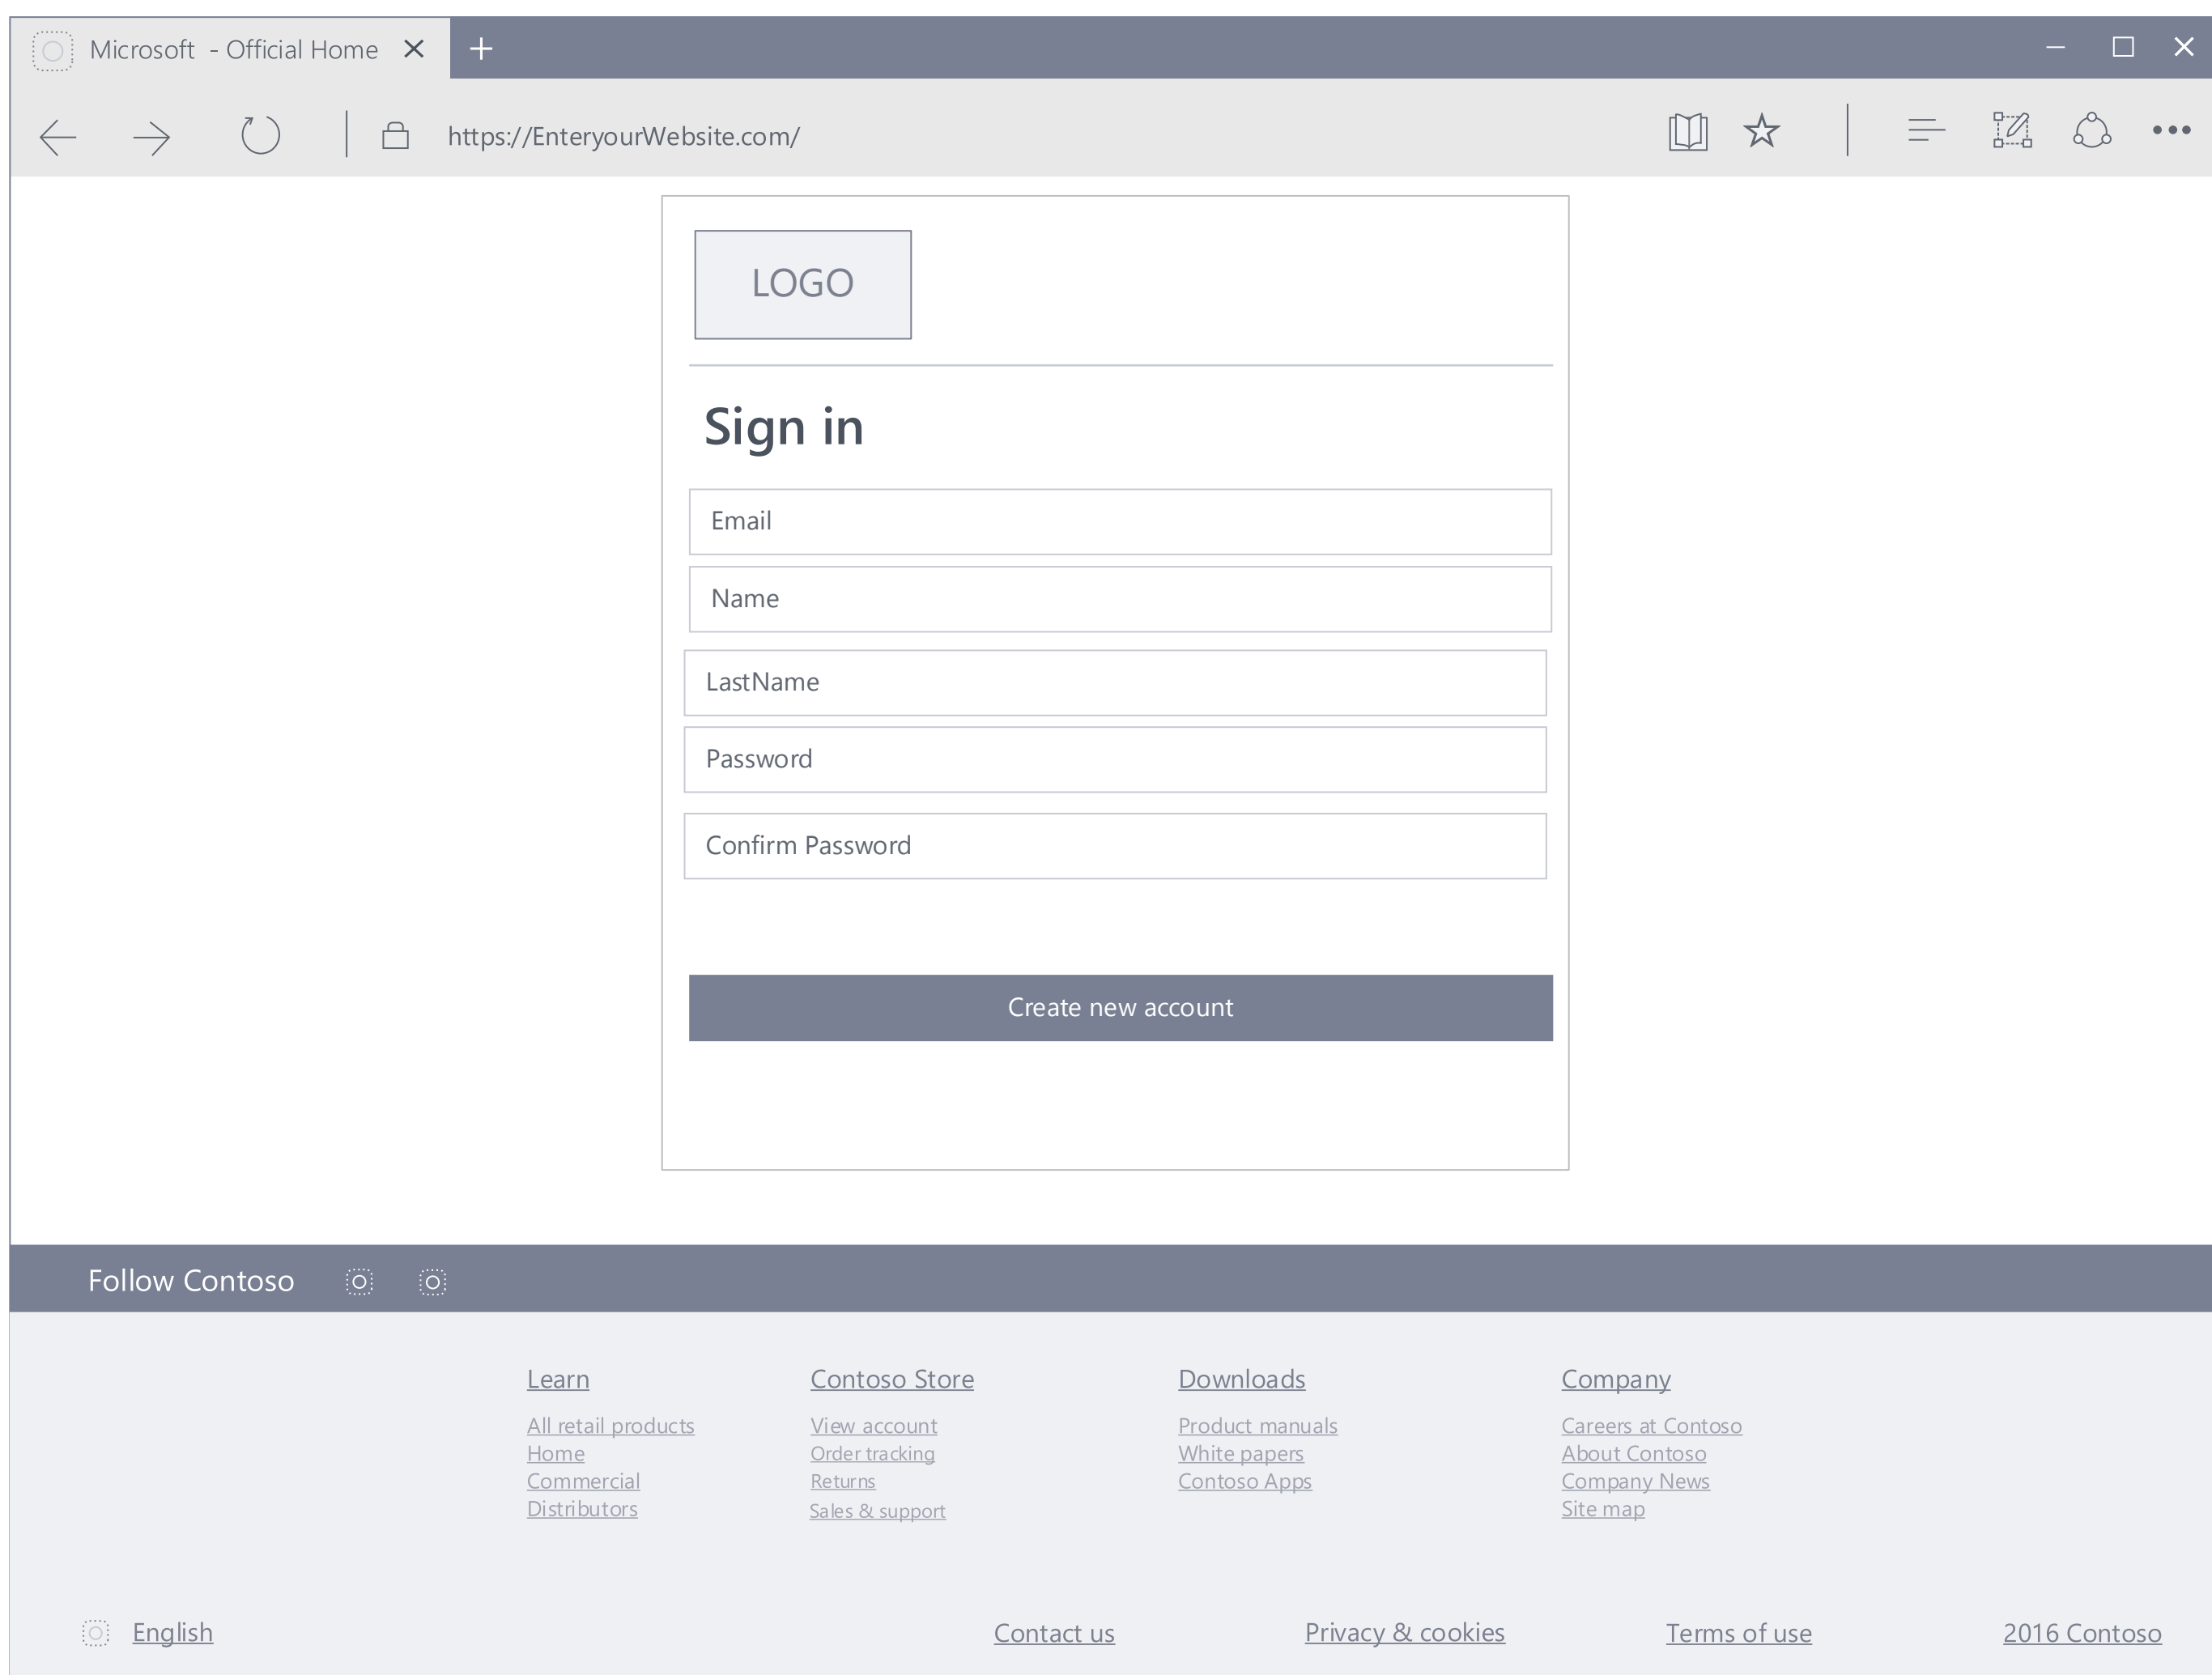 Microsoft  - Official Home
https://EnteryourWebsite.com/
LOGO
Sign in
Email
Name
LastName
Password
Confirm Password
Create new account
Follow Contoso
Learn
All retail products
Home
Commercial
Distributors
Contoso Store
View account
Order tracking
Returns
Sales & support
Downloads
Product manuals
White papers
Contoso Apps
Company
Careers at Contoso
About Contoso
Company News
Site map
English
Contact us
Privacy & cookies
Terms of use
2016 Contoso